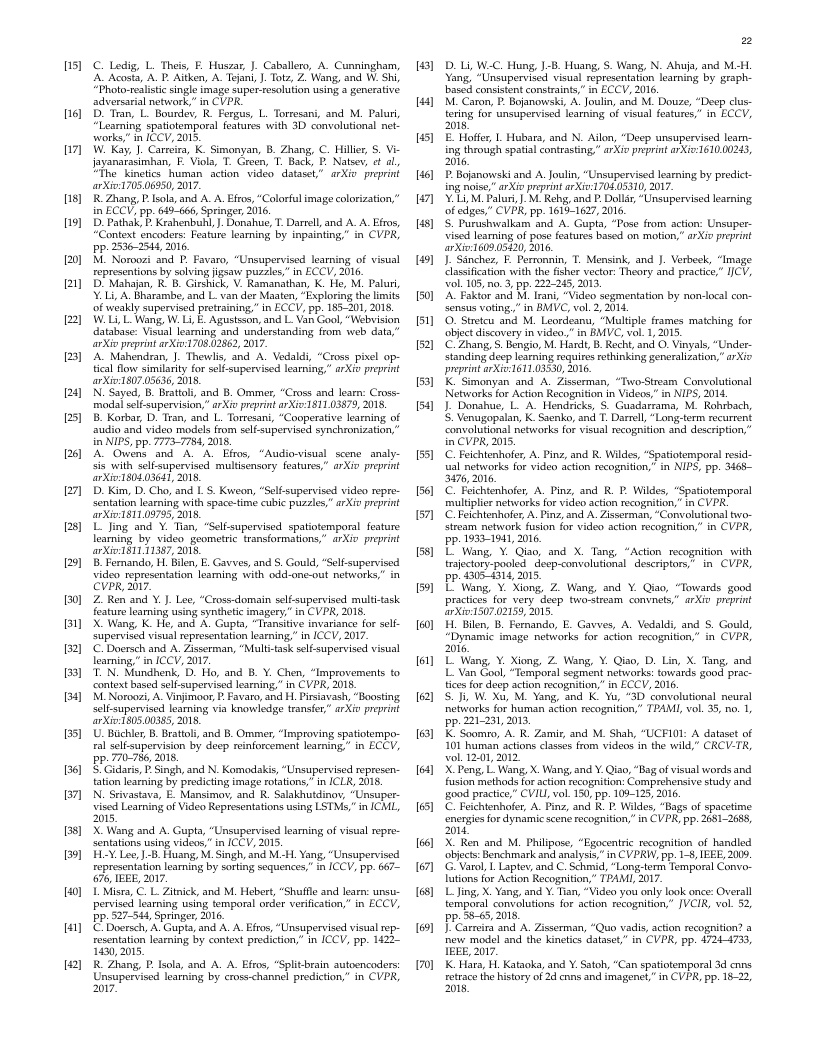 22
[15] C. Ledig, L. Theis, F. Huszar, J. Caballero, A. Cunningham,
A. Acosta, A. P. Aitken, A. Tejani, J. Totz, Z. Wang, and W. Shi,
“Photo-realistic single image super-resolution using a generative
adversarial network,” in CVPR.
[16] D. Tran, L. Bourdev, R. Fergus, L. Torresani, and M. Paluri,
“Learning spatiotemporal features with 3D convolutional net-
works,” in ICCV, 2015.
[17] W. Kay, J. Carreira, K. Simonyan, B. Zhang, C. Hillier, S. Vi-
jayanarasimhan, F. Viola, T. Green, T. Back, P. Natsev, et al.,
“The kinetics human action video dataset,” arXiv preprint
arXiv:1705.06950, 2017.
[18] R. Zhang, P. Isola, and A. A. Efros, “Colorful image colorization,”
in ECCV, pp. 649–666, Springer, 2016.
[19] D. Pathak, P. Krahenbuhl, J. Donahue, T. Darrell, and A. A. Efros,
“Context encoders: Feature learning by inpainting,” in CVPR,
pp. 2536–2544, 2016.
[20] M. Noroozi and P. Favaro, “Unsupervised learning of visual
representions by solving jigsaw puzzles,” in ECCV, 2016.
[21] D. Mahajan, R. B. Girshick, V. Ramanathan, K. He, M. Paluri,
Y. Li, A. Bharambe, and L. van der Maaten, “Exploring the limits
of weakly supervised pretraining,” in ECCV, pp. 185–201, 2018.
[22] W. Li, L. Wang, W. Li, E. Agustsson, and L. Van Gool, “Webvision
database: Visual learning and understanding from web data,”
arXiv preprint arXiv:1708.02862, 2017.
[23] A. Mahendran, J. Thewlis, and A. Vedaldi, “Cross pixel op-
tical flow similarity for self-supervised learning,” arXiv preprint
arXiv:1807.05636, 2018.
[24] N. Sayed, B. Brattoli, and B. Ommer, “Cross and learn: Cross-
modal self-supervision,” arXiv preprint arXiv:1811.03879, 2018.
[25] B. Korbar, D. Tran, and L. Torresani, “Cooperative learning of
audio and video models from self-supervised synchronization,”
in NIPS, pp. 7773–7784, 2018.
[26] A. Owens and A. A. Efros, “Audio-visual scene analy-
sis with self-supervised multisensory features,” arXiv preprint
arXiv:1804.03641, 2018.
[27] D. Kim, D. Cho, and I. S. Kweon, “Self-supervised video repre-
sentation learning with space-time cubic puzzles,” arXiv preprint
arXiv:1811.09795, 2018.
[28] L. Jing and Y. Tian, “Self-supervised spatiotemporal feature
learning by video geometric transformations,” arXiv preprint
arXiv:1811.11387, 2018.
[29] B. Fernando, H. Bilen, E. Gavves, and S. Gould, “Self-supervised
video representation learning with odd-one-out networks,” in
CVPR, 2017.
[30] Z. Ren and Y. J. Lee, “Cross-domain self-supervised multi-task
feature learning using synthetic imagery,” in CVPR, 2018.
[31] X. Wang, K. He, and A. Gupta, “Transitive invariance for self-
supervised visual representation learning,” in ICCV, 2017.
[32] C. Doersch and A. Zisserman, “Multi-task self-supervised visual
learning,” in ICCV, 2017.
[33] T. N. Mundhenk, D. Ho, and B. Y. Chen, “Improvements to
context based self-supervised learning,” in CVPR, 2018.
[34] M. Noroozi, A. Vinjimoor, P. Favaro, and H. Pirsiavash, “Boosting
self-supervised learning via knowledge transfer,” arXiv preprint
arXiv:1805.00385, 2018.
[35] U. Büchler, B. Brattoli, and B. Ommer, “Improving spatiotempo-
ral self-supervision by deep reinforcement learning,” in ECCV,
pp. 770–786, 2018.
[36] S. Gidaris, P. Singh, and N. Komodakis, “Unsupervised represen-
tation learning by predicting image rotations,” in ICLR, 2018.
[37] N. Srivastava, E. Mansimov, and R. Salakhutdinov, “Unsuper-
vised Learning of Video Representations using LSTMs,” in ICML,
2015.
[38] X. Wang and A. Gupta, “Unsupervised learning of visual repre-
sentations using videos,” in ICCV, 2015.
[39] H.-Y. Lee, J.-B. Huang, M. Singh, and M.-H. Yang, “Unsupervised
representation learning by sorting sequences,” in ICCV, pp. 667–
676, IEEE, 2017.
[40] I. Misra, C. L. Zitnick, and M. Hebert, “Shuffle and learn: unsu-
pervised learning using temporal order verification,” in ECCV,
pp. 527–544, Springer, 2016.
[41] C. Doersch, A. Gupta, and A. A. Efros, “Unsupervised visual rep-
resentation learning by context prediction,” in ICCV, pp. 1422–
1430, 2015.
[42] R. Zhang, P. Isola, and A. A. Efros, “Split-brain autoencoders:
Unsupervised learning by cross-channel prediction,” in CVPR,
2017.
[43] D. Li, W.-C. Hung, J.-B. Huang, S. Wang, N. Ahuja, and M.-H.
Yang, “Unsupervised visual representation learning by graph-
based consistent constraints,” in ECCV, 2016.
[44] M. Caron, P. Bojanowski, A. Joulin, and M. Douze, “Deep clus-
tering for unsupervised learning of visual features,” in ECCV,
2018.
[45] E. Hoffer, I. Hubara, and N. Ailon, “Deep unsupervised learn-
ing through spatial contrasting,” arXiv preprint arXiv:1610.00243,
2016.
[46] P. Bojanowski and A. Joulin, “Unsupervised learning by predict-
ing noise,” arXiv preprint arXiv:1704.05310, 2017.
[47] Y. Li, M. Paluri, J. M. Rehg, and P. Dollár, “Unsupervised learning
of edges,” CVPR, pp. 1619–1627, 2016.
[48] S. Purushwalkam and A. Gupta, “Pose from action: Unsuper-
vised learning of pose features based on motion,” arXiv preprint
arXiv:1609.05420, 2016.
[49] J. Sánchez, F. Perronnin, T. Mensink, and J. Verbeek, “Image
classification with the fisher vector: Theory and practice,” IJCV,
vol. 105, no. 3, pp. 222–245, 2013.
[50] A. Faktor and M. Irani, “Video segmentation by non-local con-
sensus voting.,” in BMVC, vol. 2, 2014.
[51] O. Stretcu and M. Leordeanu, “Multiple frames matching for
object discovery in video.,” in BMVC, vol. 1, 2015.
[52] C. Zhang, S. Bengio, M. Hardt, B. Recht, and O. Vinyals, “Under-
standing deep learning requires rethinking generalization,” arXiv
preprint arXiv:1611.03530, 2016.
[53] K. Simonyan and A. Zisserman, “Two-Stream Convolutional
Networks for Action Recognition in Videos,” in NIPS, 2014.
[54] J. Donahue, L. A. Hendricks, S. Guadarrama, M. Rohrbach,
S. Venugopalan, K. Saenko, and T. Darrell, “Long-term recurrent
convolutional networks for visual recognition and description,”
in CVPR, 2015.
[55] C. Feichtenhofer, A. Pinz, and R. Wildes, “Spatiotemporal resid-
ual networks for video action recognition,” in NIPS, pp. 3468–
3476, 2016.
[56] C. Feichtenhofer, A. Pinz, and R. P. Wildes, “Spatiotemporal
multiplier networks for video action recognition,” in CVPR.
[57] C. Feichtenhofer, A. Pinz, and A. Zisserman, “Convolutional two-
stream network fusion for video action recognition,” in CVPR,
pp. 1933–1941, 2016.
[58] L. Wang, Y. Qiao, and X. Tang, “Action recognition with
trajectory-pooled deep-convolutional descriptors,” in CVPR,
pp. 4305–4314, 2015.
[59] L. Wang, Y. Xiong, Z. Wang, and Y. Qiao, “Towards good
practices for very deep two-stream convnets,” arXiv preprint
arXiv:1507.02159, 2015.
[60] H. Bilen, B. Fernando, E. Gavves, A. Vedaldi, and S. Gould,
“Dynamic image networks for action recognition,” in CVPR,
2016.
[61] L. Wang, Y. Xiong, Z. Wang, Y. Qiao, D. Lin, X. Tang, and
L. Van Gool, “Temporal segment networks: towards good prac-
tices for deep action recognition,” in ECCV, 2016.
[62] S. Ji, W. Xu, M. Yang, and K. Yu, “3D convolutional neural
networks for human action recognition,” TPAMI, vol. 35, no. 1,
pp. 221–231, 2013.
[63] K. Soomro, A. R. Zamir, and M. Shah, “UCF101: A dataset of
101 human actions classes from videos in the wild,” CRCV-TR,
vol. 12-01, 2012.
[64] X. Peng, L. Wang, X. Wang, and Y. Qiao, “Bag of visual words and
fusion methods for action recognition: Comprehensive study and
good practice,” CVIU, vol. 150, pp. 109–125, 2016.
[65] C. Feichtenhofer, A. Pinz, and R. P. Wildes, “Bags of spacetime
energies for dynamic scene recognition,” in CVPR, pp. 2681–2688,
2014.
[66] X. Ren and M. Philipose, “Egocentric recognition of handled
objects: Benchmark and analysis,” in CVPRW, pp. 1–8, IEEE, 2009.
[67] G. Varol, I. Laptev, and C. Schmid, “Long-term Temporal Convo-
lutions for Action Recognition,” TPAMI, 2017.
[68] L. Jing, X. Yang, and Y. Tian, “Video you only look once: Overall
temporal convolutions for action recognition,” JVCIR, vol. 52,
pp. 58–65, 2018.
[69] J. Carreira and A. Zisserman, “Quo vadis, action recognition? a
new model and the kinetics dataset,” in CVPR, pp. 4724–4733,
IEEE, 2017.
[70] K. Hara, H. Kataoka, and Y. Satoh, “Can spatiotemporal 3d cnns
retrace the history of 2d cnns and imagenet,” in CVPR, pp. 18–22,
2018.